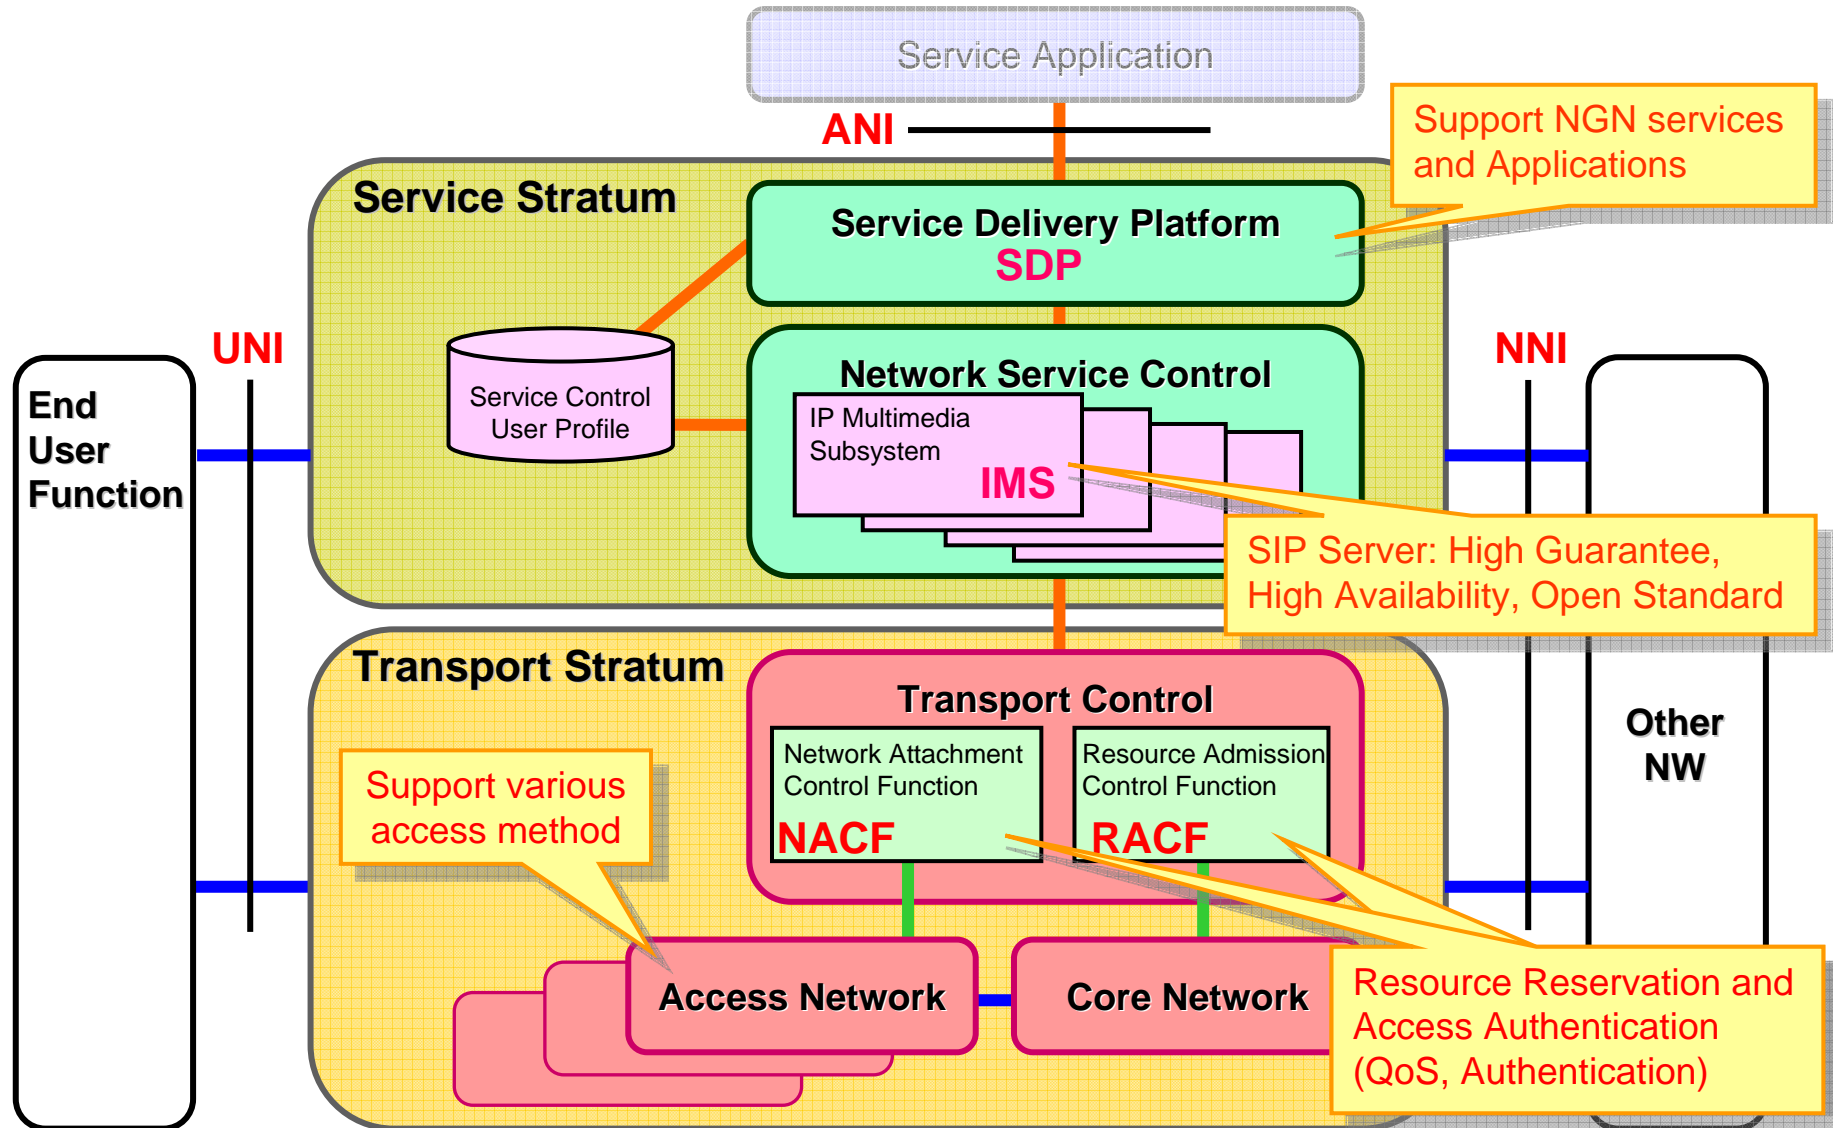 Service Application
ANI
Support NGN services
and Applications
Service Stratum
Service Delivery Platform
SDP
UNI
NNI
End
User
Function
Service Control
User Profile
Network Service Control
IP Multimedia
Subsystem
IMS
SIP Server: High Guarantee,
High Availability, Open Standard
Transport Stratum
Transport Control
Other
NW
Network Attachment
Control Function
NACF
Resource Admission
Control Function
RACF
Support various
access method
Access Network
Core Network
Resource Reservation and
Access Authentication
(QoS, Authentication)